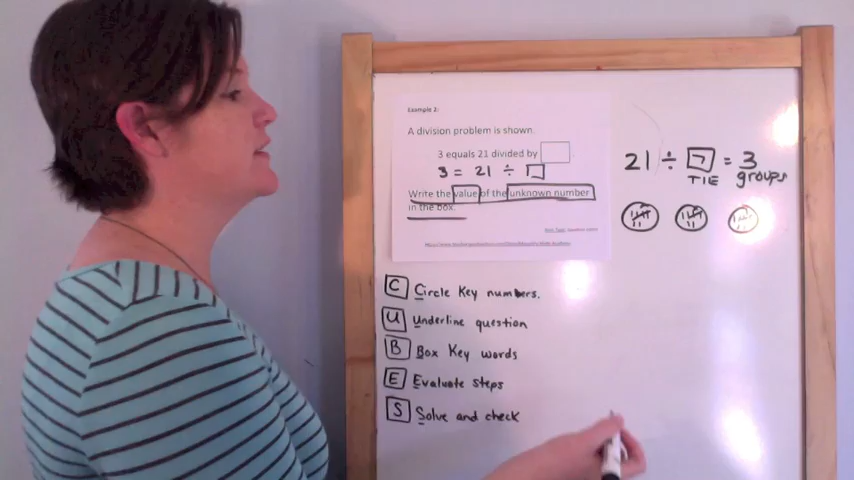 Example 2:
A division problem is shown.
3 equals 21 divided by
3 = 21 ÷
Write the value of the unknown number
in the box.
21 ÷ 7 = 3
TIE groups
C Circle Key numbers.
U Underline question
B Box Key words
E Evaluate steps
S Solve and check